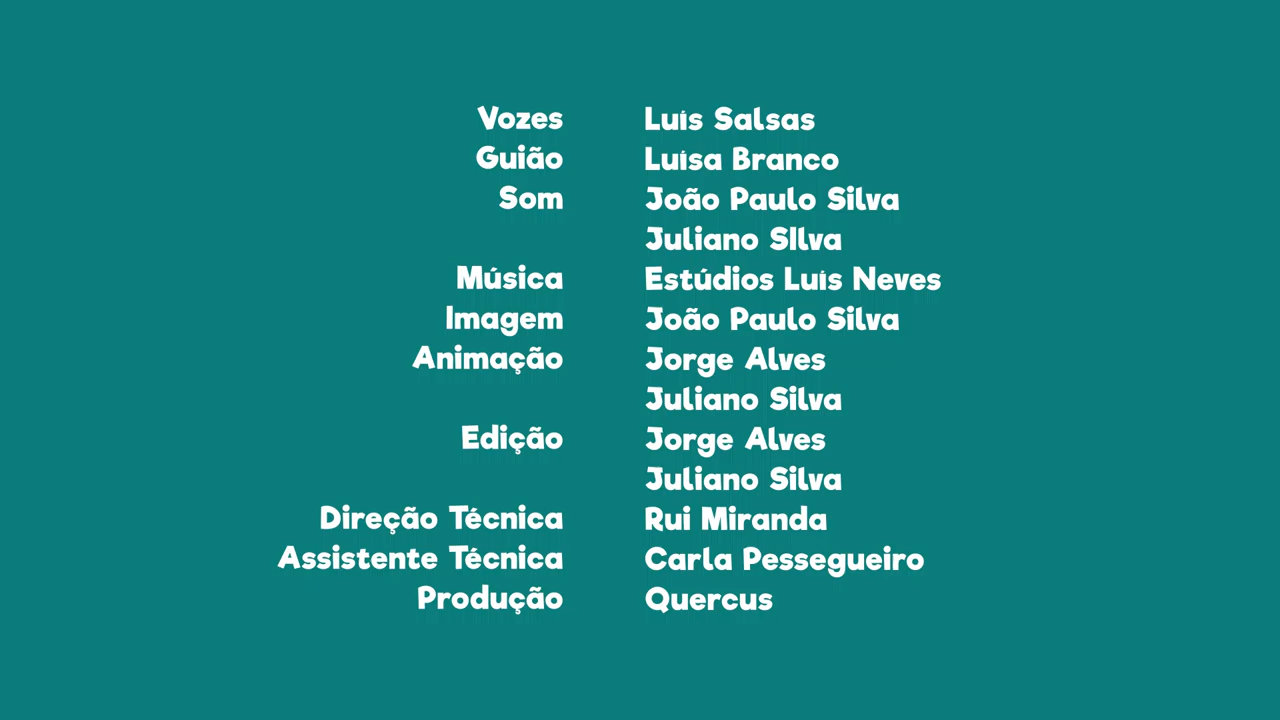 Vozes Luís Salsas
Guião Luísa Branco
Som João Paulo Silva
Juliano SIlva
Música Estúdios Luís Neves
Imagem João Paulo Silva
Animação Jorge Alves
Juliano Silva
Edição Jorge Alves
Juliano Silva
Direção Técnica Rui Miranda
Assistente Técnica Carla Pessegueiro
Produção Quercus